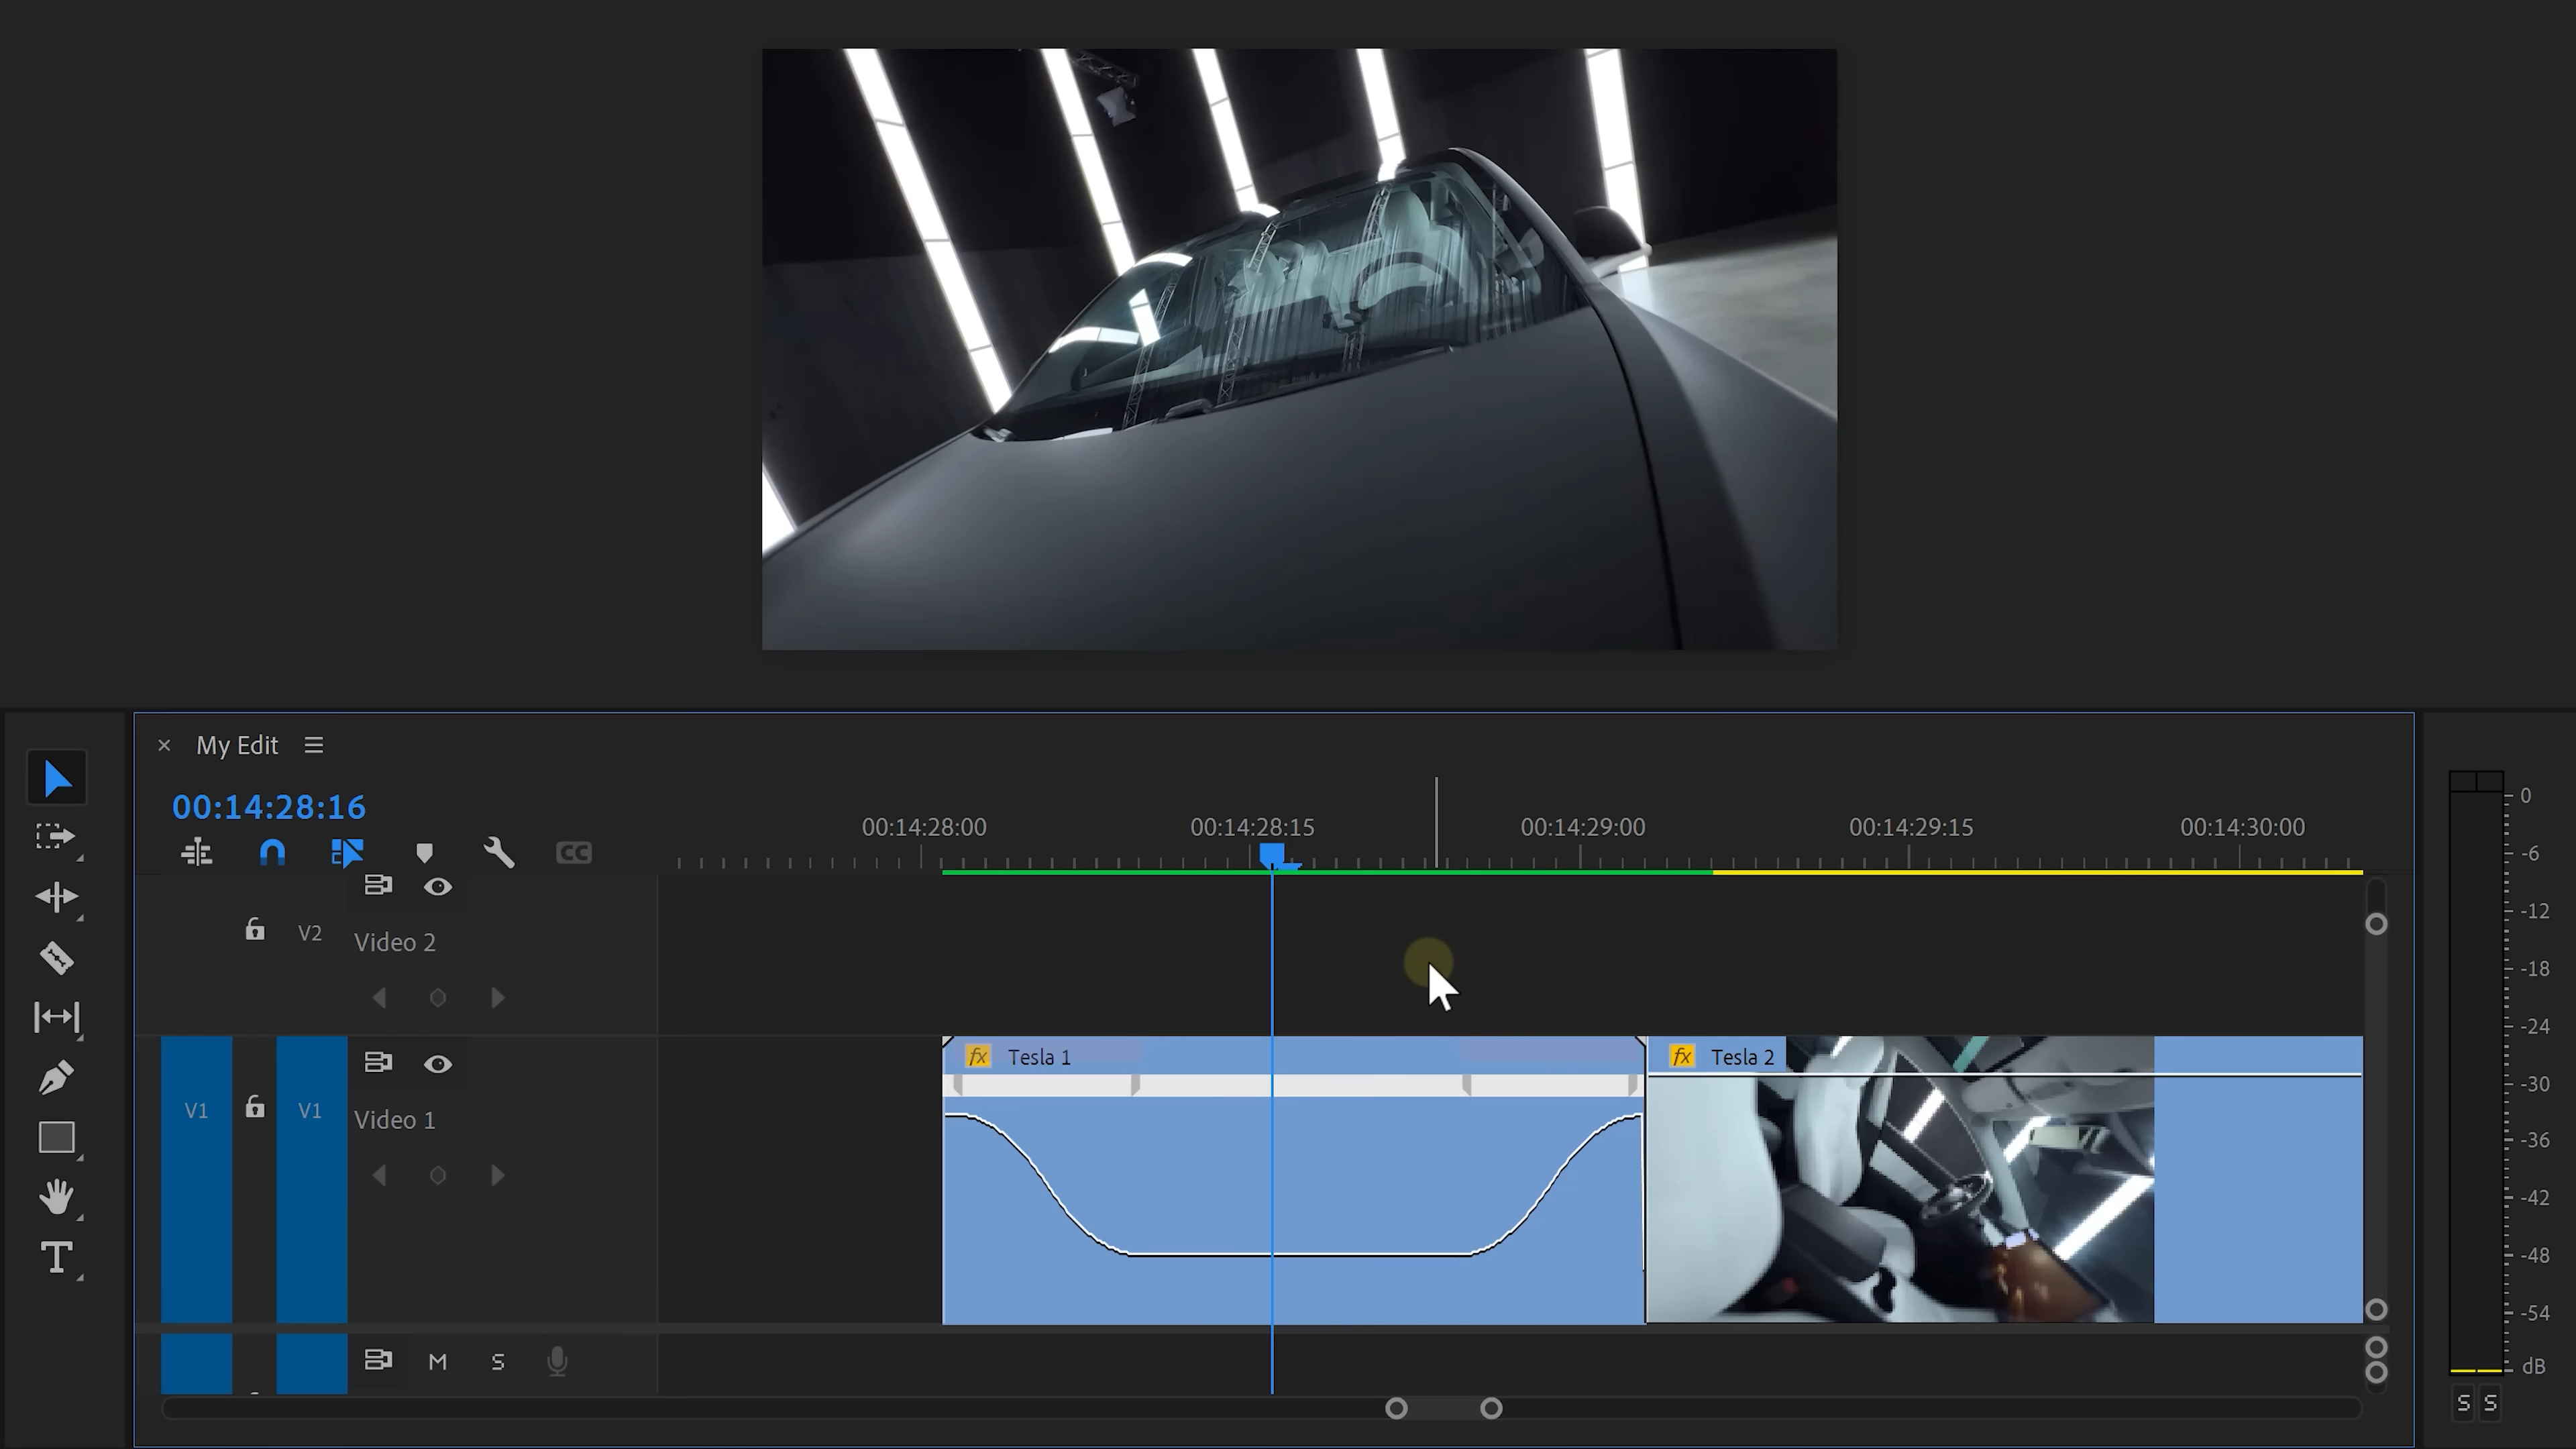 My Edit
00:14:28:16
00:14:28:00 00:14:28:15 00:14:29:00 00:14:29:15 00:14:30:00
CC
V2 Video 2
fx Tesla 1 fx Tesla 2
V1 V1 Video 1
M S
T
0
-6
-12
-18
-24
-30
-36
-42
-48
-54
dB
S S